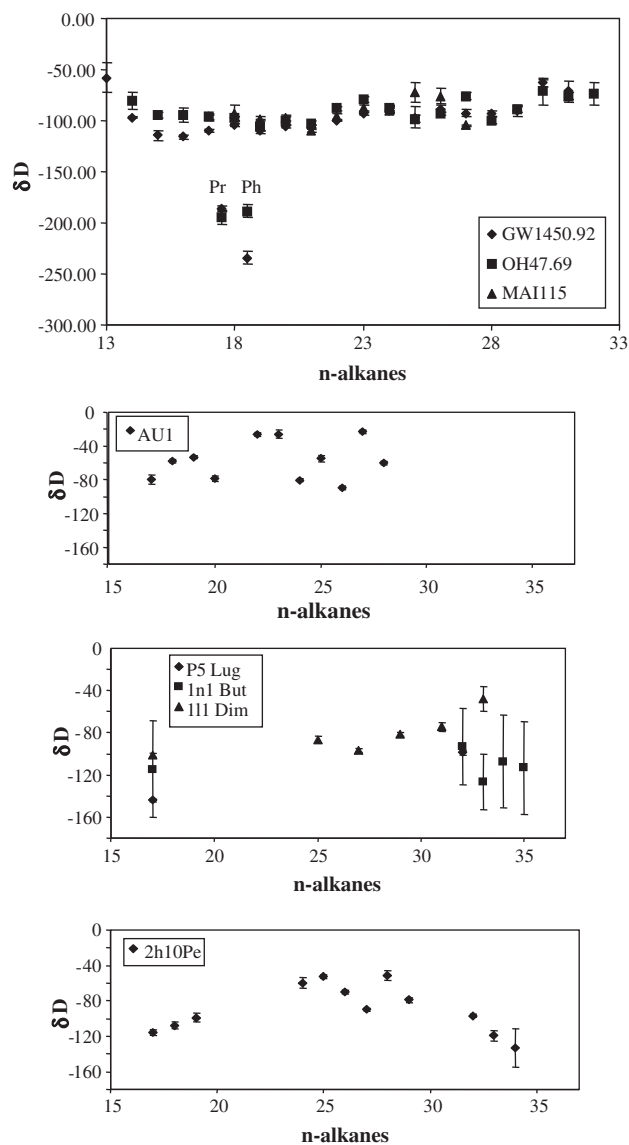 0.00
-50.00
-100.00
-150.00
-200.00
-250.00
-300.00
δD
Pr Ph
GW1450.92
OH47.69
MAI115
13 18 23 28 33
n-alkanes
0
-40
-80
-120
-160
δD
AU1
15 20 25 30 35
n-alkanes
0
-40
-80
-120
-160
δD
P5 Lug
1n1 But
111 Dim
15 20 25 31 35
n-alkanes
0
-40
-80
-120
-160
δD
2h10Pe
15 20 25 30 35
n-alkanes